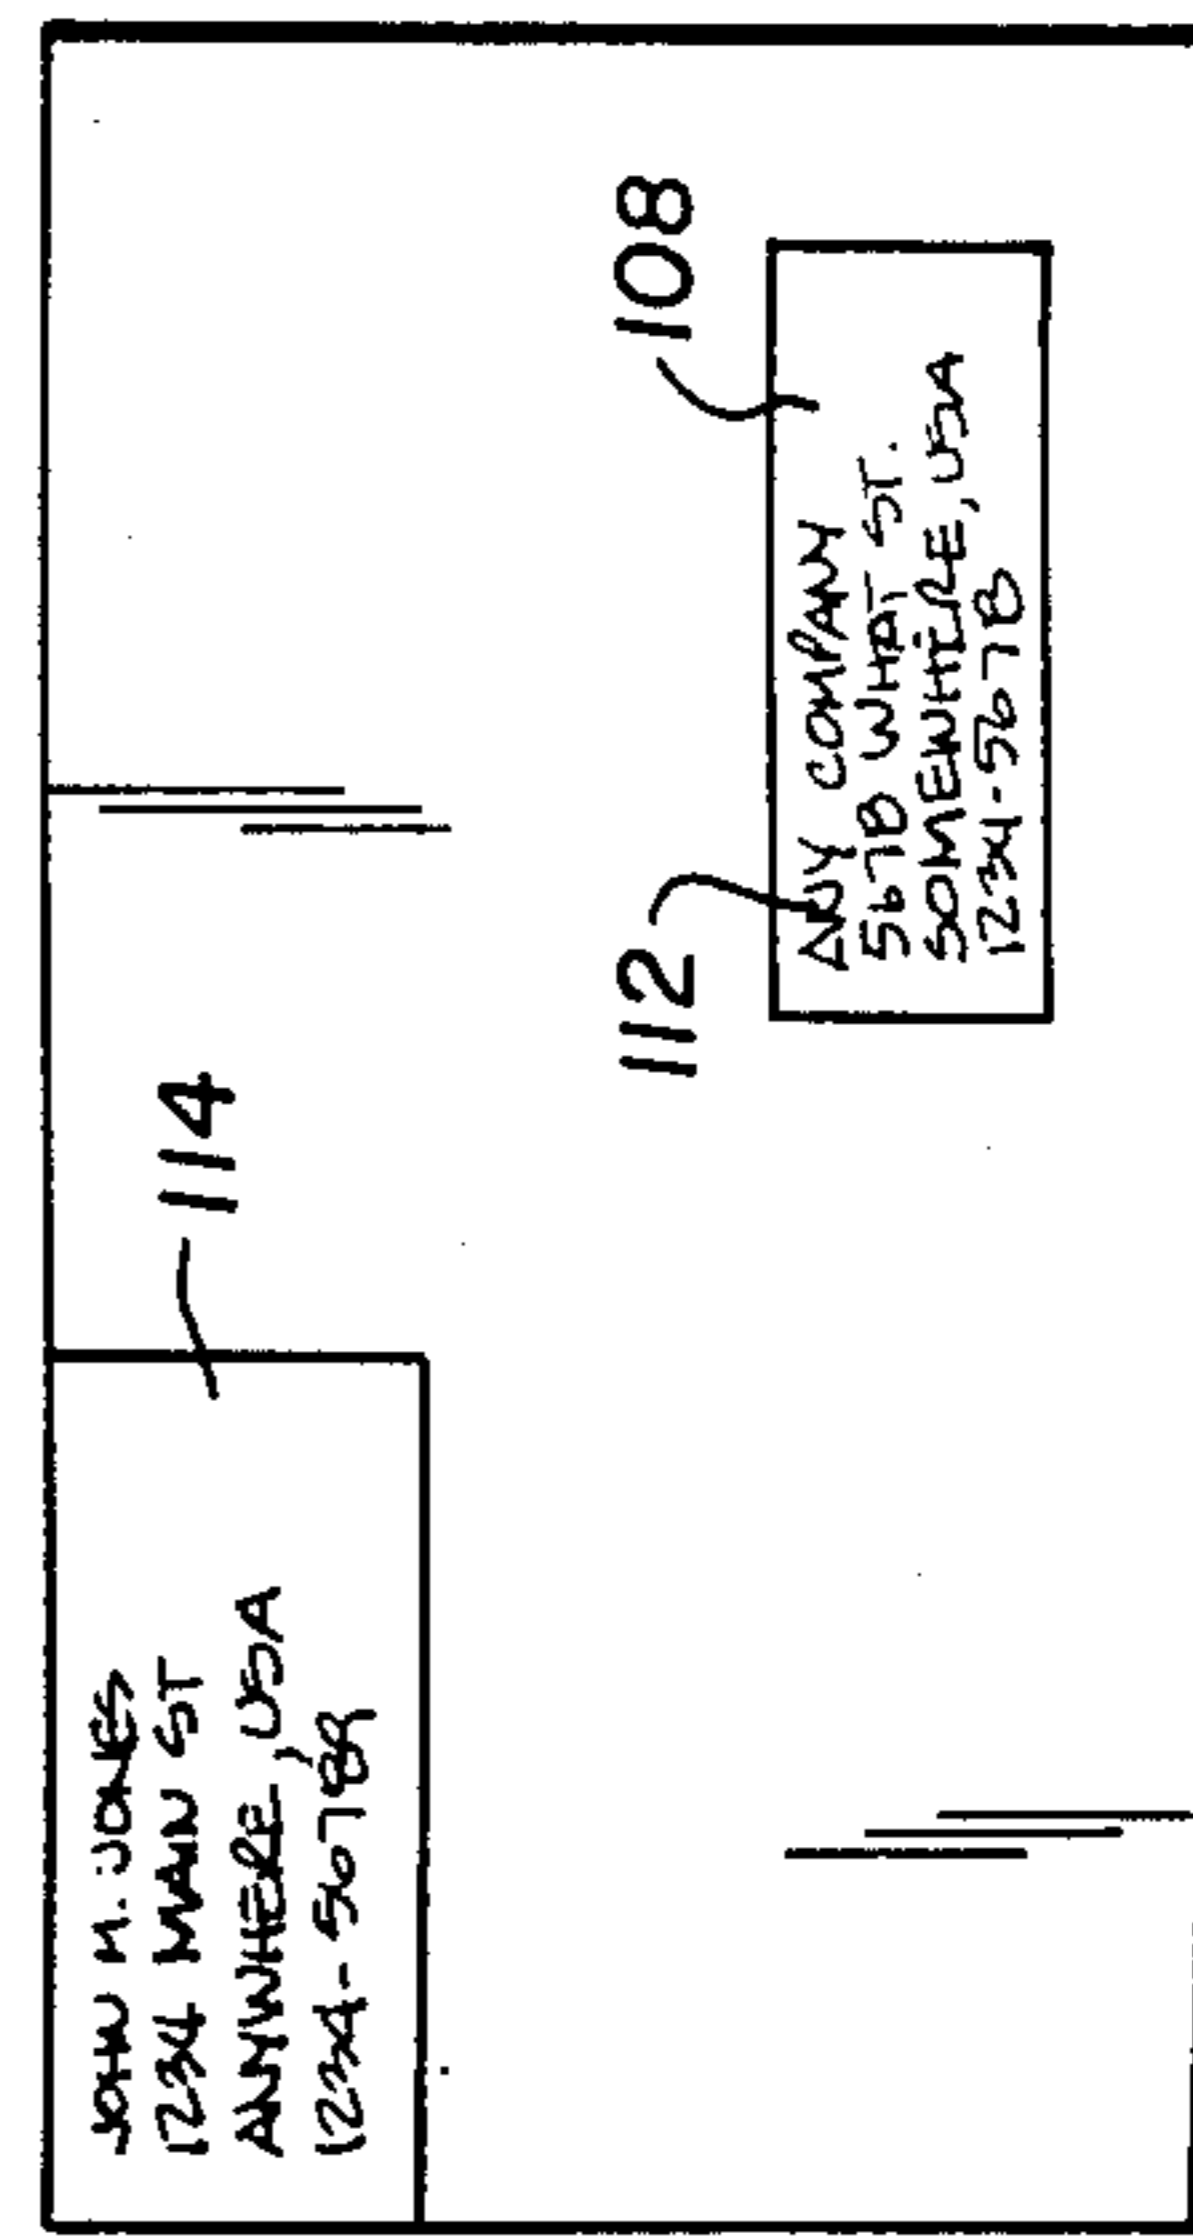 JOHN M. JONES
1234 MAIN ST
ANYWHERE, USA
1234-56789
114
112
108
ANY COMPANY
5678 WHAT ST.
SOMEWHERE, USA
1234-5678